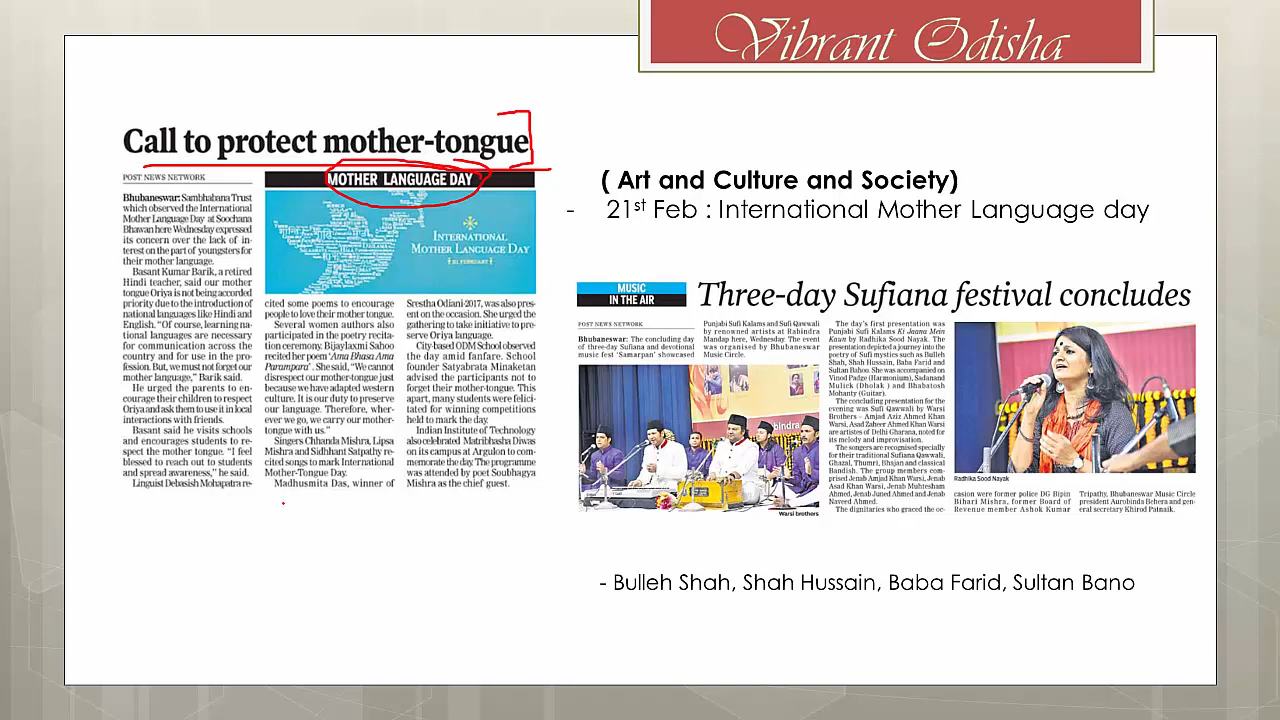 Vibrant Odisha
Call to protect mother-tongue
POST NEWS NETWORK
Bhubaneswar: Sambhabana Trust
which observed the International
Mother Language Day at Soochana
Bhawan here Wednesday expressed
its concern over the lack of in-
terest on the part of youngsters for
their mother language.
Basant Kumar Barik, a retired
Hindi teacher, said our mother
tongue Oriya is not being accorded
priority due to the introduction of
national languages like Hindi and
English. “Of course, learning na-
tional languages are necessary
for communication across the
country and for use in the pro-
fession. But, we must not forget our
mother language,” Barik said.
He urged the parents to en-
courage their children to respect
Oriya and ask them to use it in local
interactions with friends.
Basant said he visits schools
and encourages students to re-
spect the mother tongue. “I feel
blessed to reach out to students
and spread awareness,” he said.
Linguist Debasish Mohapatra re-
MOTHER LANGUAGE DAY
INTERNATIONAL
MOTHER LANGUAGE DAY
21 FEBRUARY
cited some poems to encourage
people to love their mother tongue.
Several women authors also
participated in the poetry recita-
tion ceremony. Bijaylaxmi Sahoo
recited her poem ‘Ama Bhasa Ama
Parampara’. She said, “We cannot
disrespect our mother-tongue just
because we have adapted western
culture. It is our duty to preserve
our language. Therefore, wher-
ever we go, we carry our mother-
tongue with us.”
Singers Chhanda Mishra, Lipsa
Mishra and Sidhhant Satpathy re-
cited songs to mark International
Mother-Tongue Day.
Madhusmita Das, winner of
Srestha Odiani-2017, was also pres-
ent on the occasion. She urged the
gathering to take initiative to pre-
serve Oriya language.
City-based ODM School observed
the day amid fanfare. School
founder Satyabrata Minaketan
advised the participants not to
forget their mother-tongue. This
apart, many students were felici-
tated for winning competitions
held to mark the day.
Indian Institute of Technology
also celebrated Matribhasha Diwas
on its campus at Argulon to com-
memorate the day. The programme
was attended by poet Soubhagya
Mishra as the chief guest.
( Art and Culture and Society)
- 21st Feb : International Mother Language day
MUSIC
IN THE AIR
Three-day Sufiana festival concludes
POST NEWS NETWORK
Bhubaneswar: The concluding day
of three-day Sufiana and devotional
music fest ‘Samarpan’ showcased
Punjabi Sufi Kalams and Sufi Qawwali
by renowned artists at Rabindra
Mandap here, Wednesday. The event
was organised by Bhubaneswar
Music Circle.
Warsi brothers
The day’s first presentation was
Punjabi Sufi Kalams Ki Jaana Mein
Kaun by Radhika Sood Nayak. The
presentation depicted a journey into the
poetry of Sufi mystics such as Bulleh
Shah, Shah Hussain, Baba Farid and
Sultan Bahoo. She was accompanied on
Vinod Padge (Harmonium), Sadanand
Mulick (Dholak ) and Bhabatosh
Mohanty (Guitar).
The concluding presentation for the
evening was Sufi Qawwali by Warsi
Brothers – Amjad Aziz Ahmed Khan
Warsi, Asad Zaheer Ahmed Khan Warsi
are artists of Delhi Gharana, noted for
its melody and improvisation.
The songers are recognised specially
for their traditional Sufiana Qawwali,
Ghazal, Thumri, Bhajan and classical
Bandish. The group members com-
prised Jenab Amjad Khan Warsi, Jenab
Asad Khan Warsi, Jenab Muhtesham
Ahmed, Jenab Juned Ahmed and Jenab
Naveed Ahmed.
The dignitaries who graced the oc-
Radhika Sood Nayak
casion were former police DG Bipin
Bihari Mishra, former Board of
Revenue member Ashok Kumar
Tripathy, Bhubaneswar Music Circle
president Aurobinda Behera and gen-
eral secretary Khirod Patnaik.
- Bulleh Shah, Shah Hussain, Baba Farid, Sultan Bano